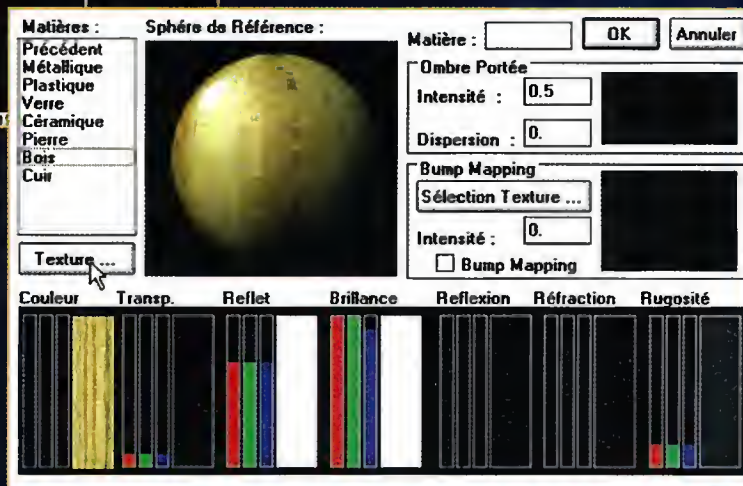 Matières :
Précédent
Métallique
Plastique
Verre
Céramique
Pierre
Bois
Cuir
Texture ...
Sphére de Référence :
Matière :
OK
Annuler
Ombre Portée
Intensité : 0.5
Dispersion : 0.
Bump Mapping
Sélection Texture ...
Intensité : 0.
Bump Mapping
Couleur Transp. Reflet Brillance Reflexion Réfraction Rugosité